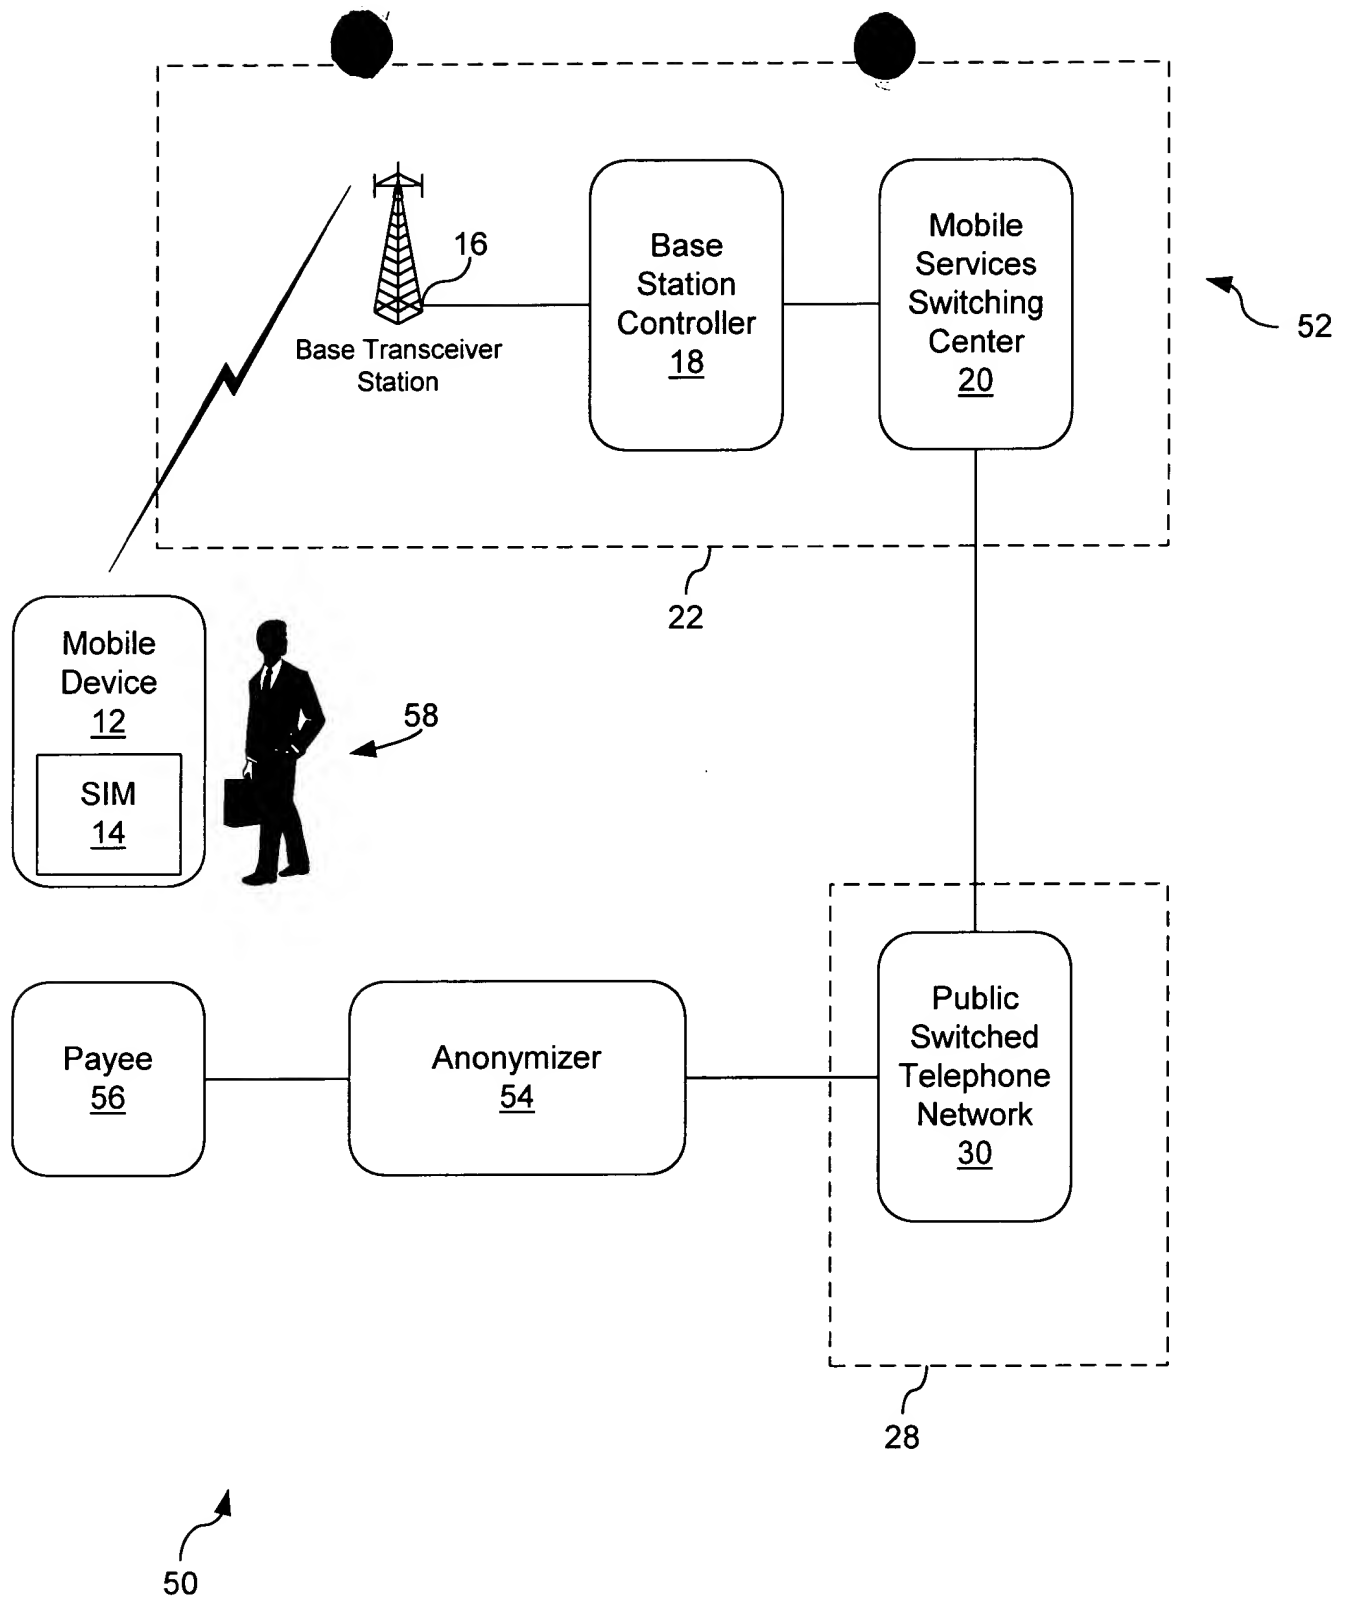 16
Base Transceiver
Station
Base
Station
Controller
18
Mobile
Services
Switching
Center
20
52
22
Mobile
Device
12
SIM
14
58
Payee
56
Anonymizer
54
Public
Switched
Telephone
Network
30
28
50